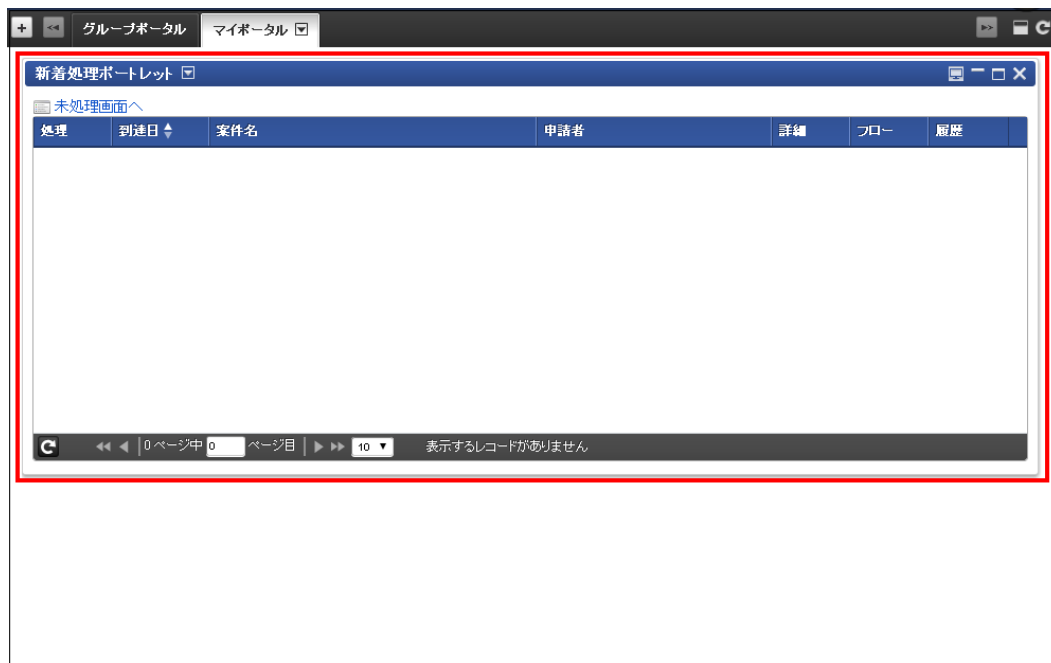 グループポータル マイポータル
新着処理ポートレット
未処理画面へ
処理 到達日 案件名 申請者 詳細 フロー 履歴
0 ページ中 0 ページ目 10 表示するレコードがありません